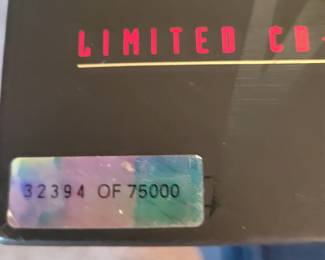 LIMITED CD-
32394 OF 75000